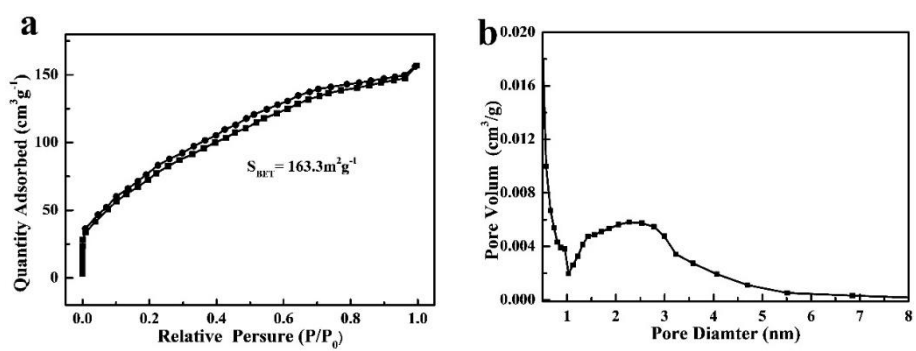 a
Quantity Adsorbed (cm³g⁻¹)
150
100
50
0
S_BET= 163.3m²g⁻¹
0.0 0.2 0.4 0.6 0.8 1.0
Relative Persure (P/P₀)
b
Pore Volum (cm³/g)
0.020
0.016
0.012
0.008
0.004
0.000
1 2 3 4 5 6 7 8
Pore Diamter (nm)